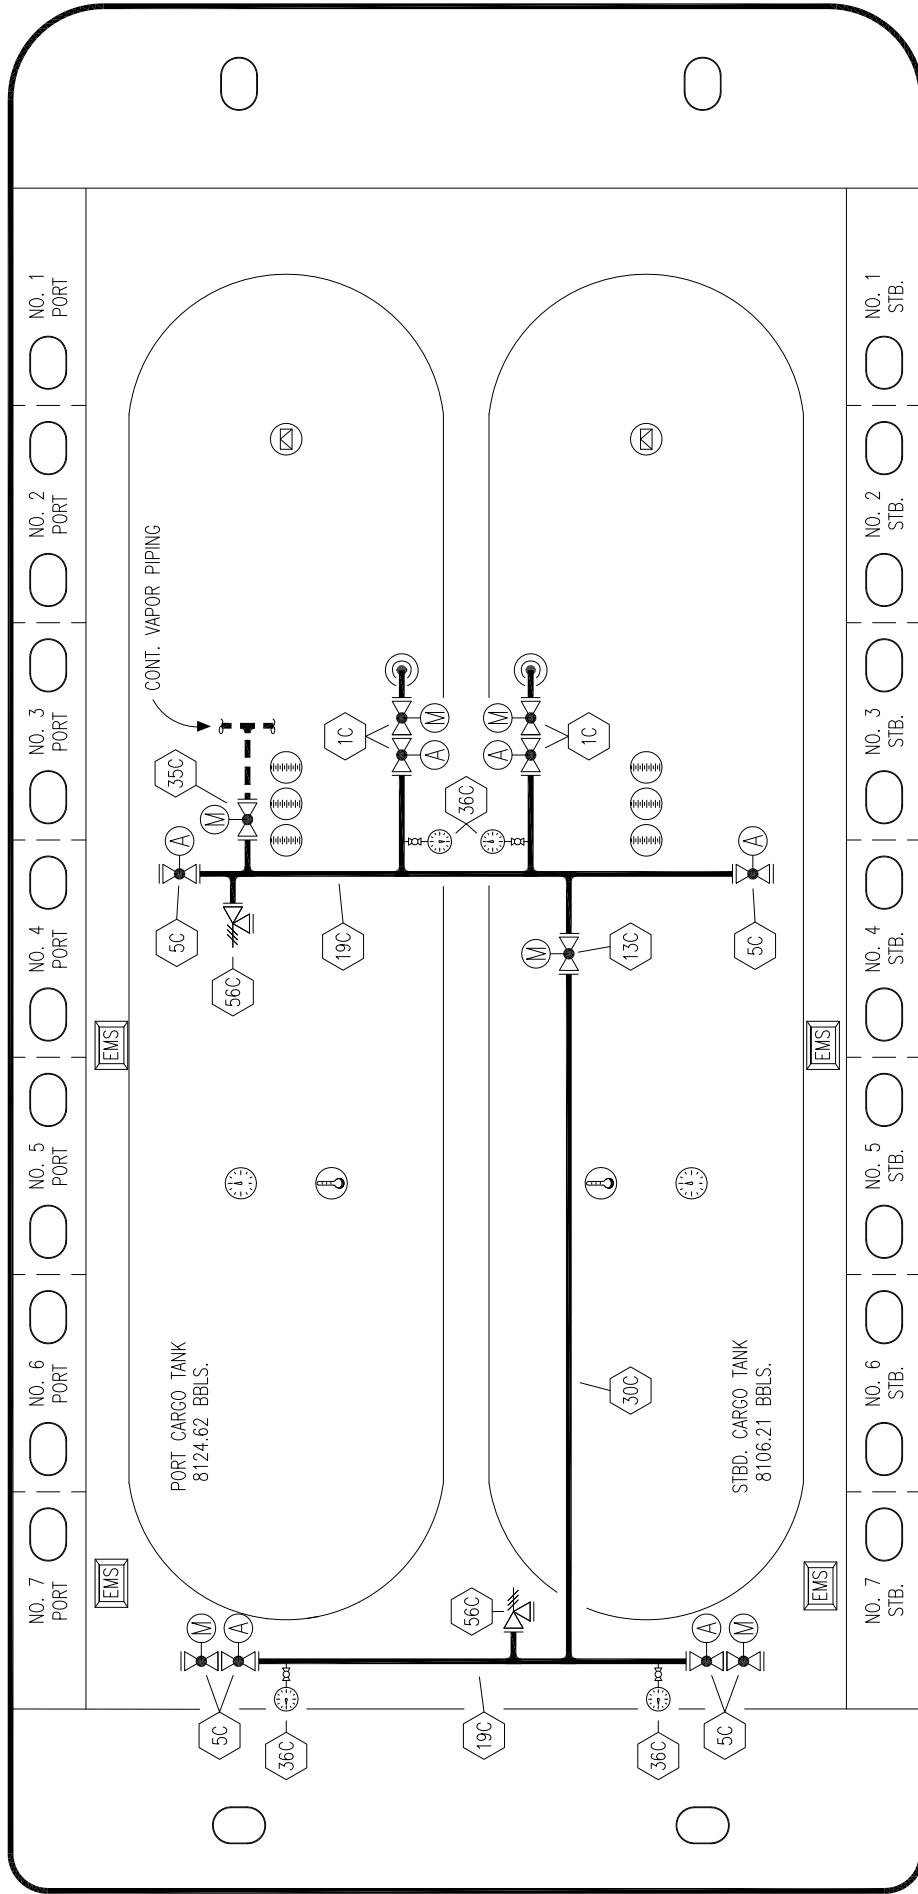 NO. 7
PORT
NO. 6
PORT
NO. 5
PORT
NO. 4
PORT
NO. 3
PORT
NO. 2
PORT
NO. 1
PORT
EMS
EMS
CONT. VAPOR PIPING
PORT CARGO TANK
8124.62 BBLS.
M
A
5C
36C
5C
A
56C
M
35C
19C
1C
A
M
36C
A
M
1C
56C
19C
M
13C
30C
STBD. CARGO TANK
8106.21 BBLS.
36C
A
M
5C
5C
A
EMS
EMS
NO. 7
STB.
NO. 6
STB.
NO. 5
STB.
NO. 4
STB.
NO. 3
STB.
NO. 2
STB.
NO. 1
STB.